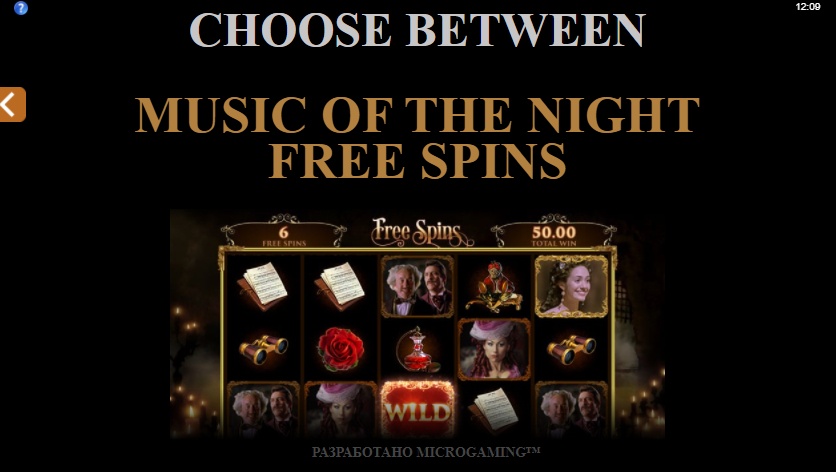 ?
12:09
CHOOSE BETWEEN
MUSIC OF THE NIGHT
FREE SPINS
6
FREE SPINS
Free Spins
50.00
TOTAL WIN
WILD
РАЗРАБОТАНО MICROGAMING™